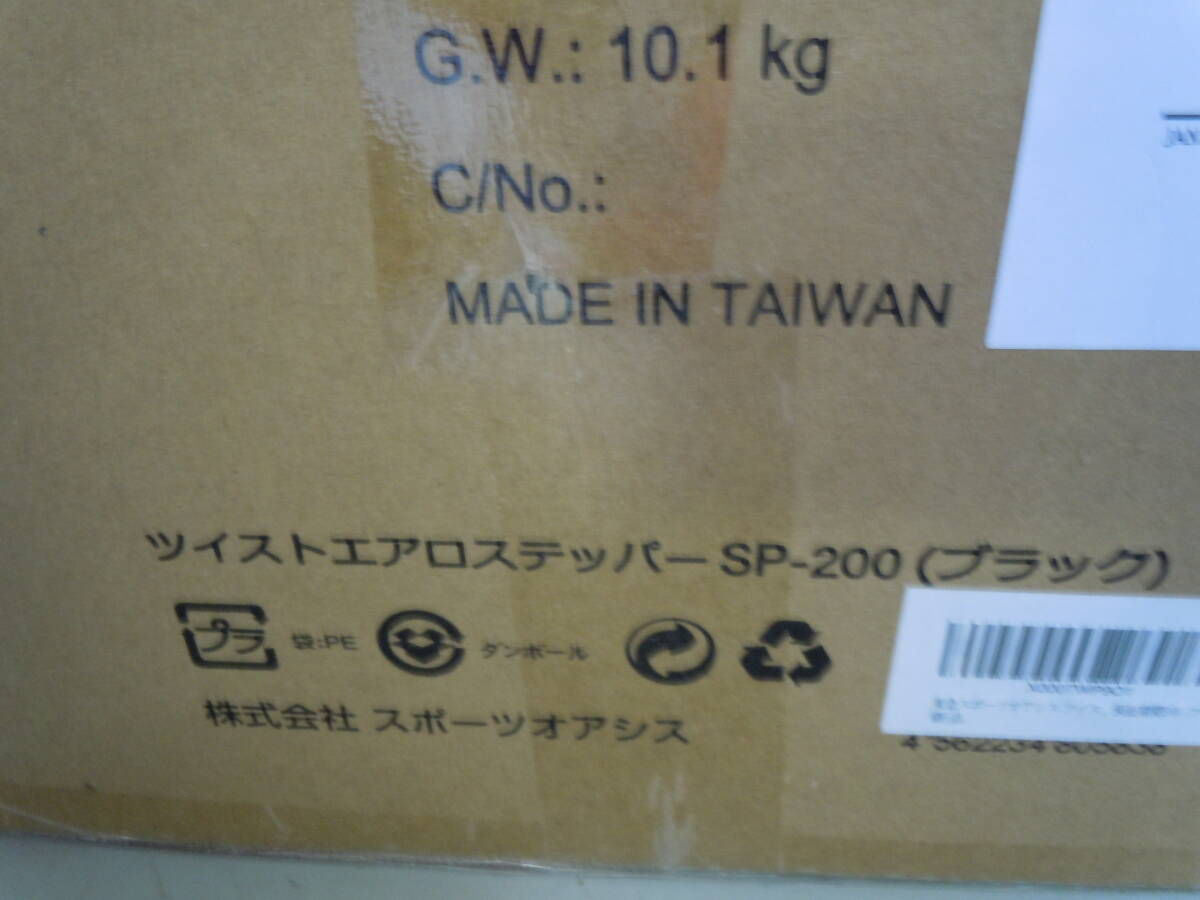 G.W.: 10.1 kg
C/No.:
MADE IN TAIWAN
ツイストエアロステッパー SP-200 (ブラック)
プラ 袋:PE ダンボール
株式会社 スポーツオアシス